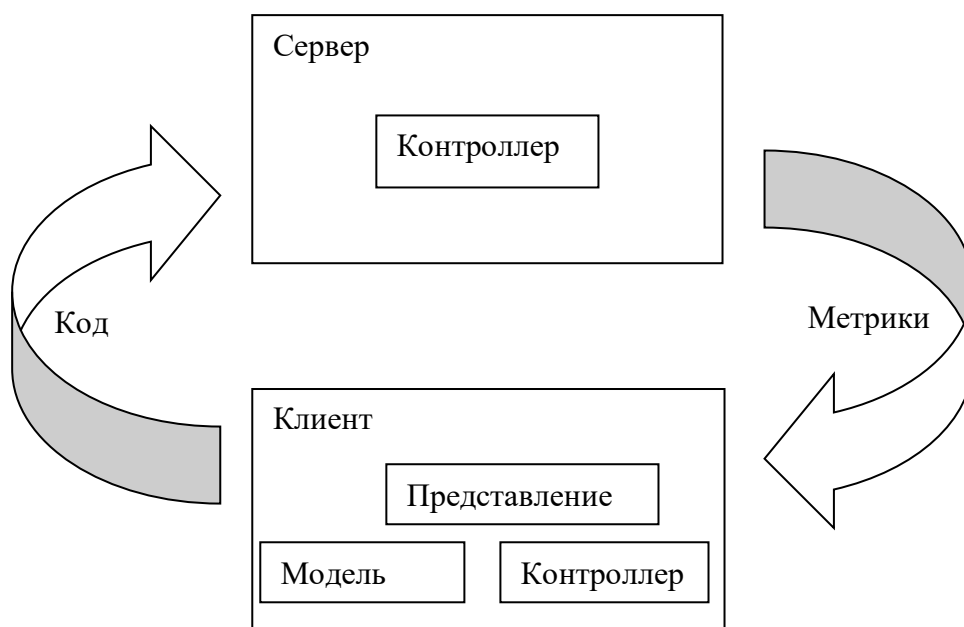 Сервер
Контроллер
Код
Метрики
Клиент
Представление
Модель
Контроллер